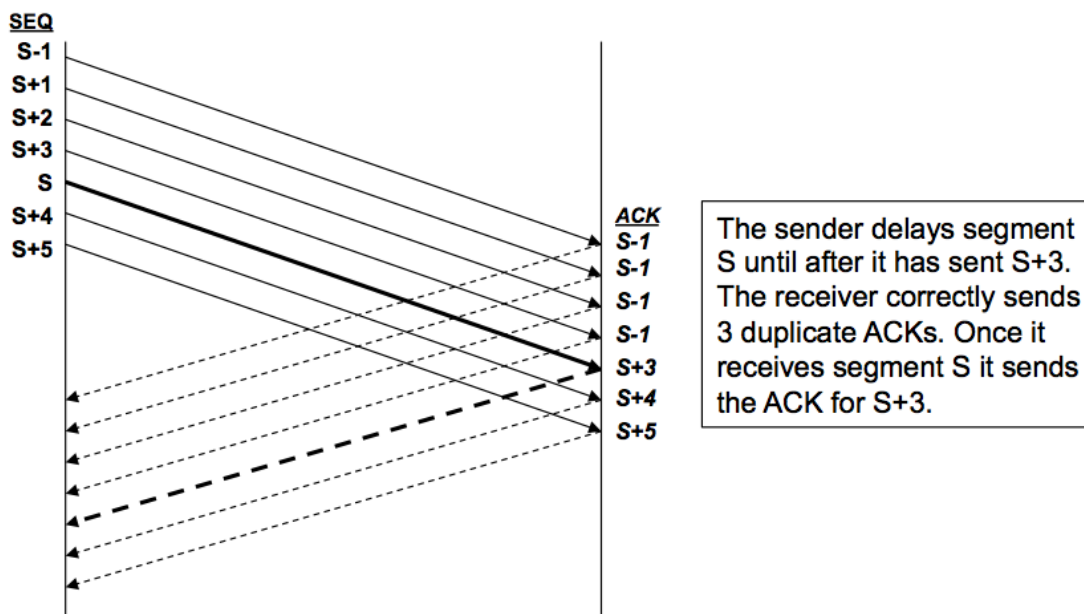 SEQ
S-1
S+1
S+2
S+3
S
S+4
S+5
ACK
S-1
S-1
S-1
S-1
S+3
S+4
S+5
The sender delays segment
S until after it has sent S+3.
The receiver correctly sends
3 duplicate ACKs. Once it
receives segment S it sends
the ACK for S+3.